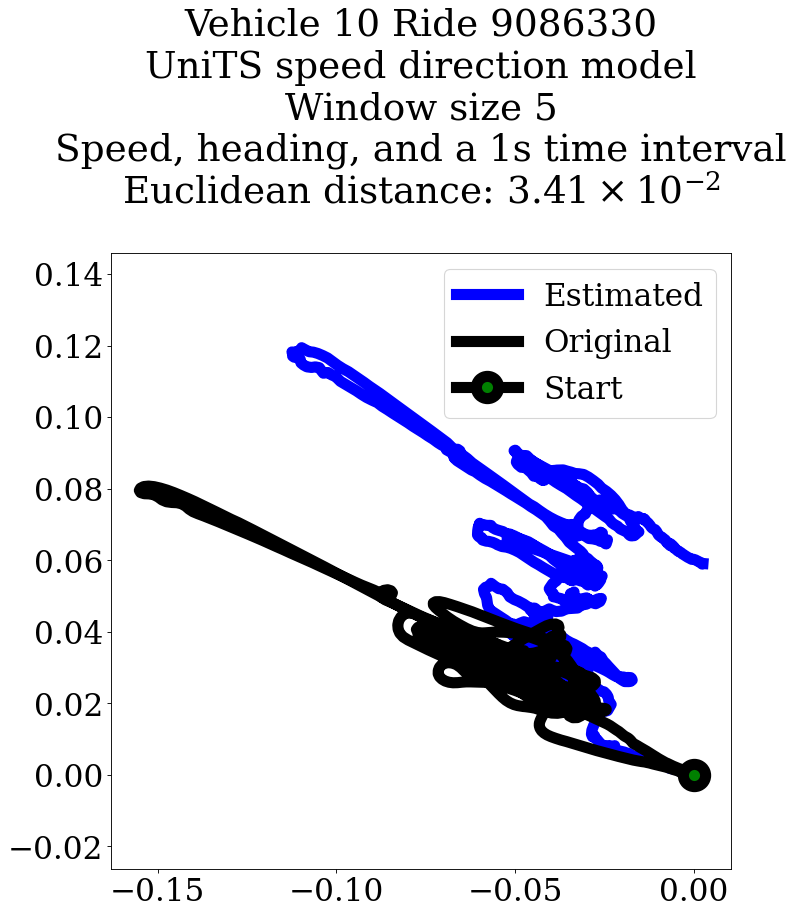 Vehicle 10 Ride 9086330
UniTS speed direction model
Window size 5
Speed, heading, and a 1s time interval
Euclidean distance: 3.41 × 10⁻²
Estimated
Original
Start
0.14
0.12
0.10
0.08
0.06
0.04
0.02
0.00
−0.02
−0.15 −0.10 −0.05 0.00